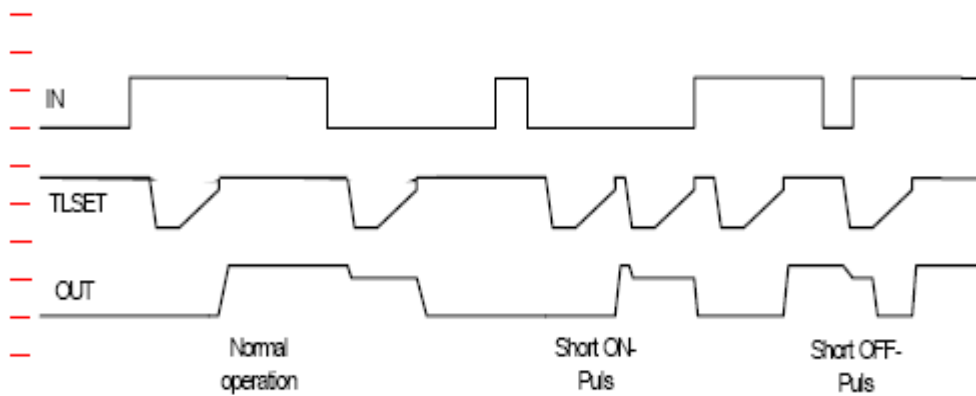 IN
TLSET
OUT
Normal
operation
Short ON-
Puls
Short OFF-
Puls